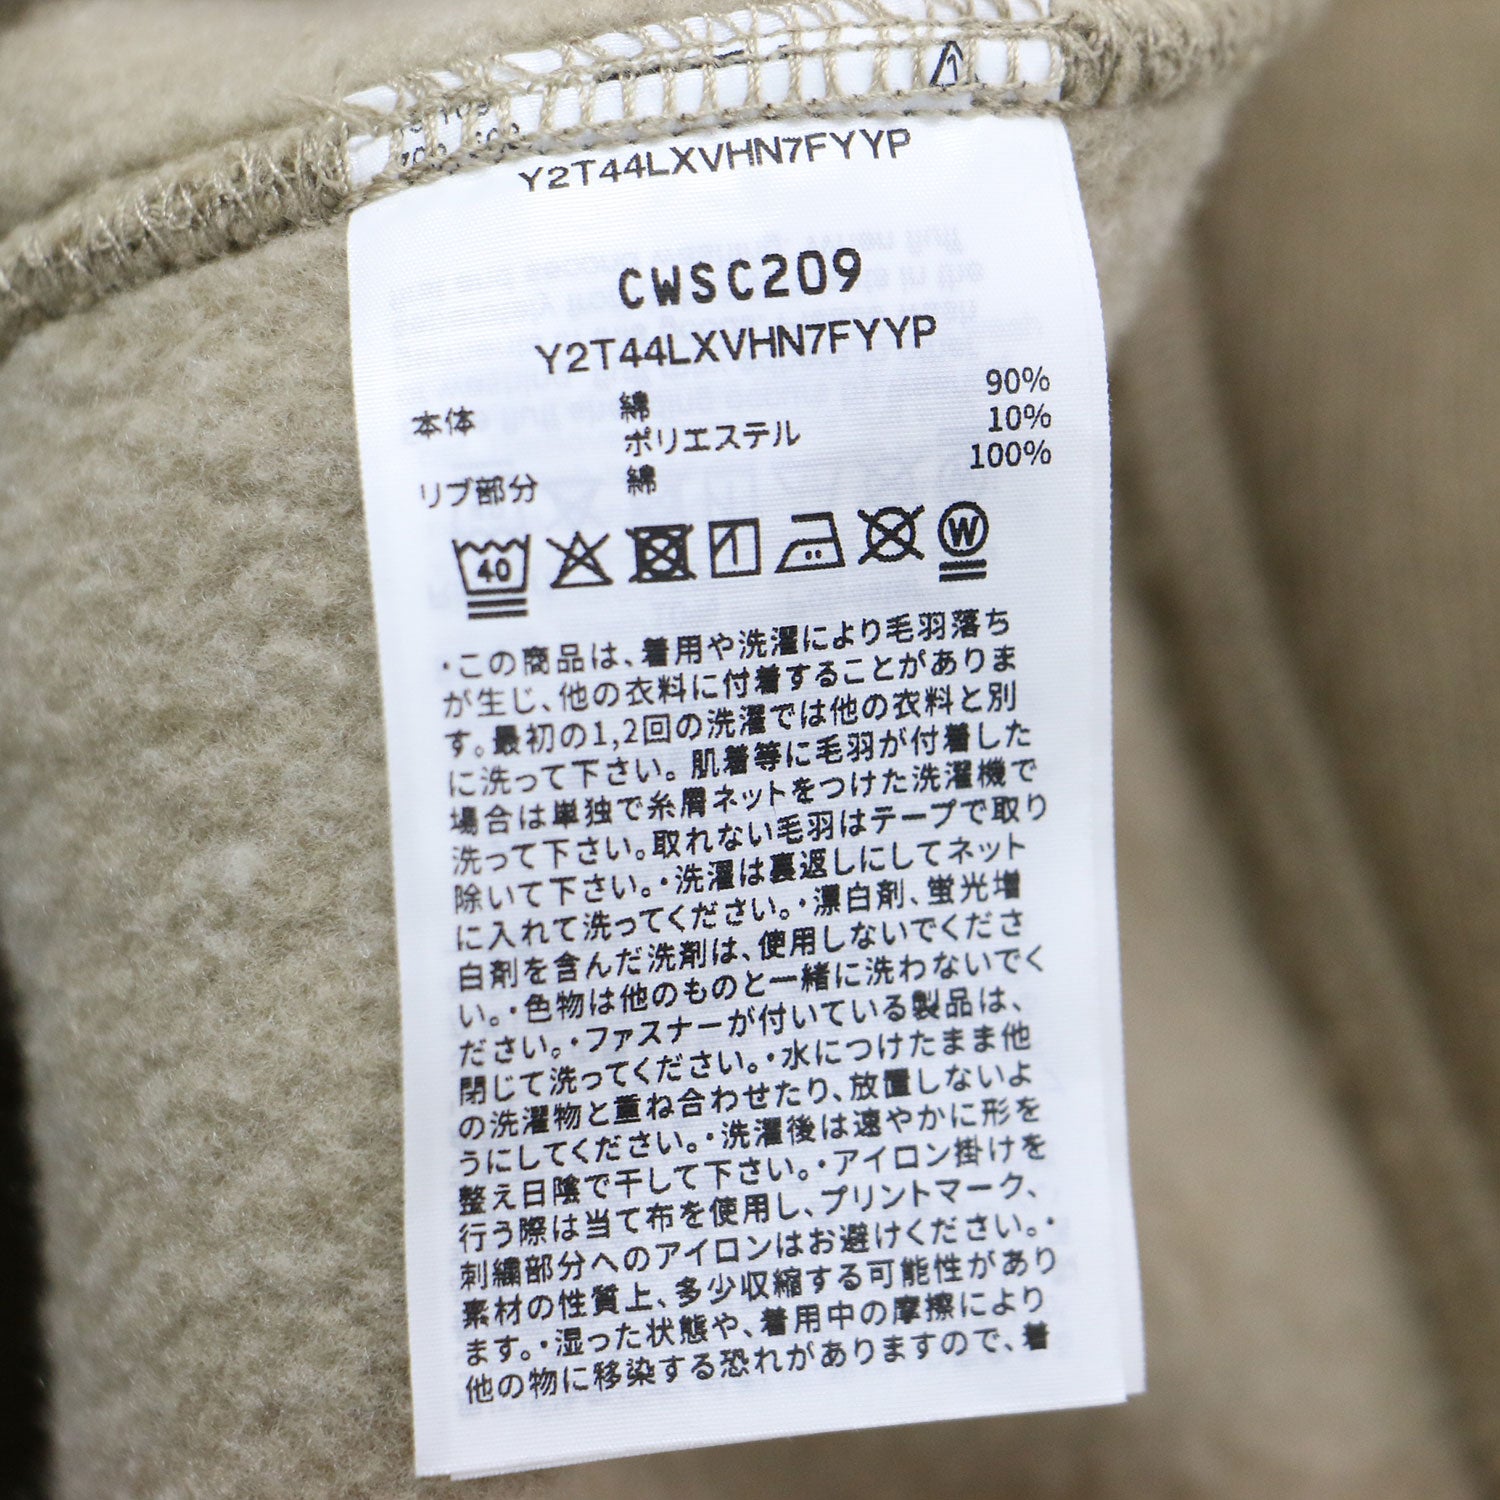 Y2T44LXVHN7FYYP
CWSC209
Y2T44LXVHN7FYYP
本体 綿 90%
ポリエステル 10%
リブ部分 綿 100%
40 W
・この商品は、着用や洗濯により毛羽落ち
が生じ、他の衣料に付着することがありま
す。最初の1,2回の洗濯では他の衣料と別
に洗って下さい。肌着等に毛羽が付着した
場合は単独で糸屑ネットをつけた洗濯機で
洗って下さい。取れない毛羽はテープで取り
除いて下さい。・洗濯は裏返しにしてネット
に入れて洗ってください。・漂白剤、蛍光増
白剤を含んだ洗剤は、使用しないでくださ
い。・色物は他のものと一緒に洗わないでく
ださい。・ファスナーが付いている製品は、
閉じて洗ってください。・水につけたまま他
の洗濯物と重ね合わせたり、放置しないよ
うにしてください。・洗濯後は速やかに形を
整え日陰で干して下さい。・アイロン掛けを
行う際は当て布を使用し、プリントマーク、
刺繍部分へのアイロンはお避けください。・
素材の性質上、多少収縮する可能性があり
ます。・湿った状態や、着用中の摩擦により
他の物に移染する恐れがありますので、着